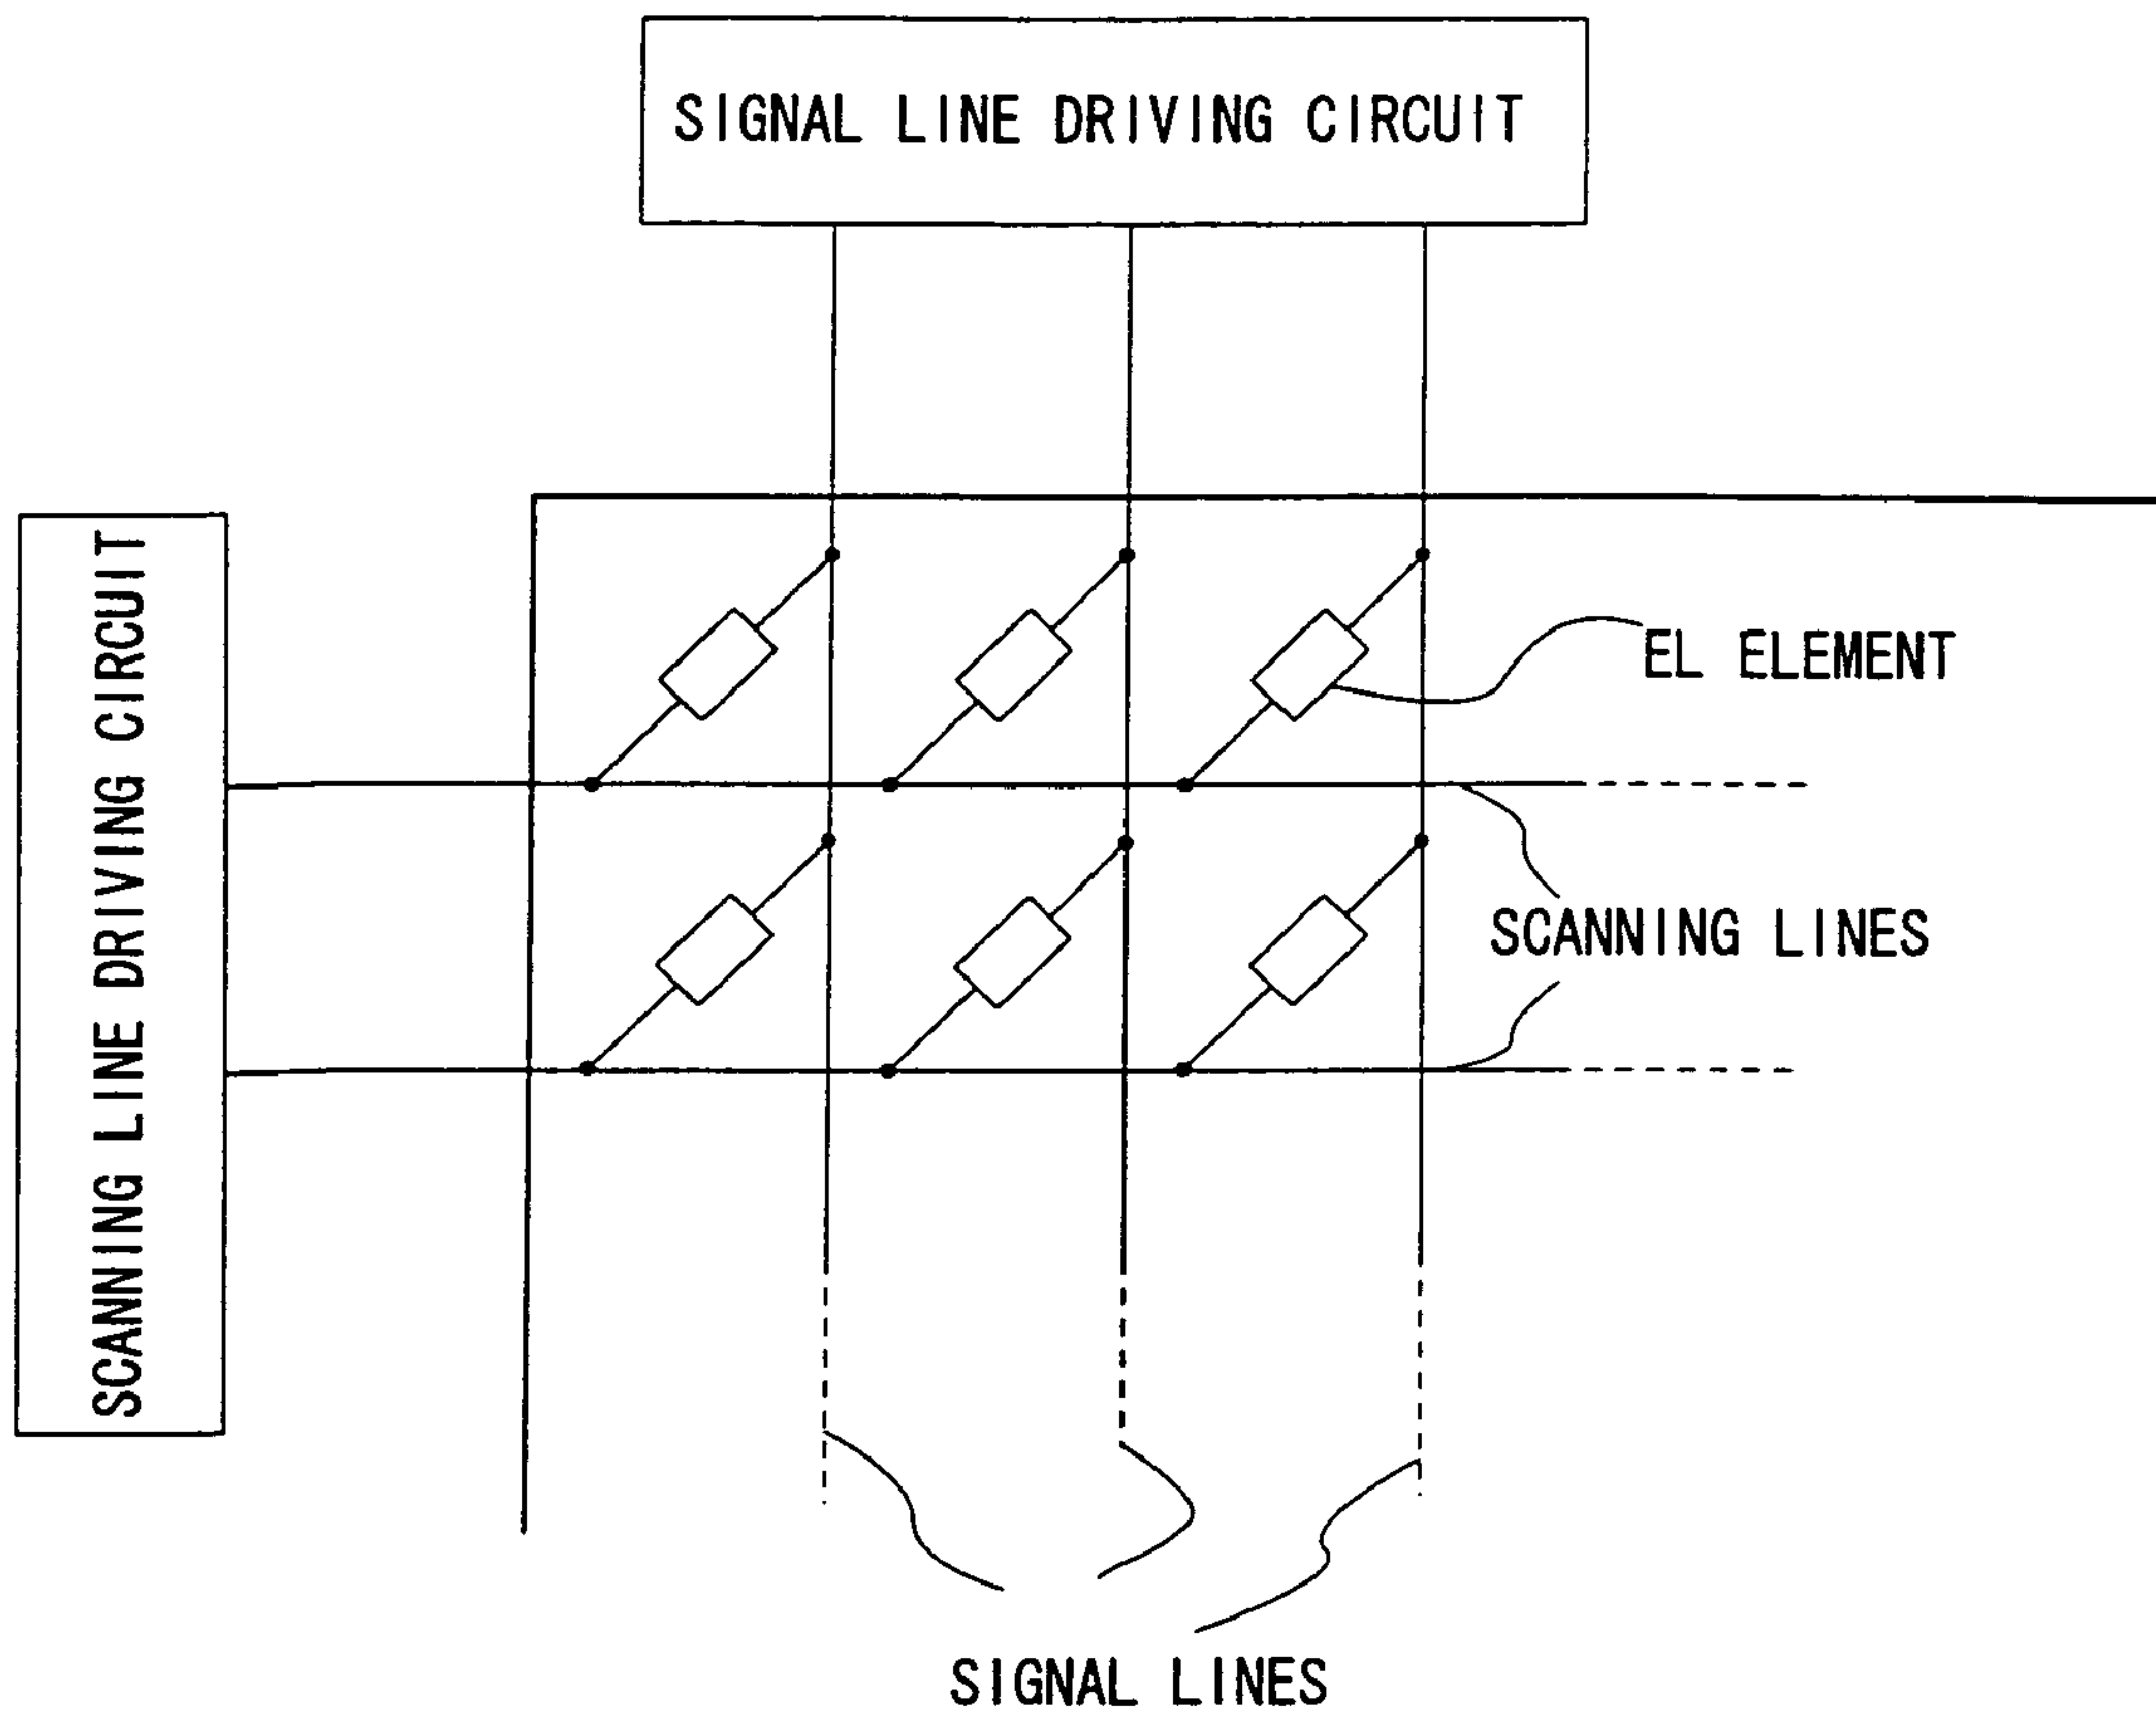 SIGNAL LINE DRIVING CIRCUIT
SCANNING LINE DRIVING CIRCUIT
EL ELEMENT
SCANNING LINES
SIGNAL LINES